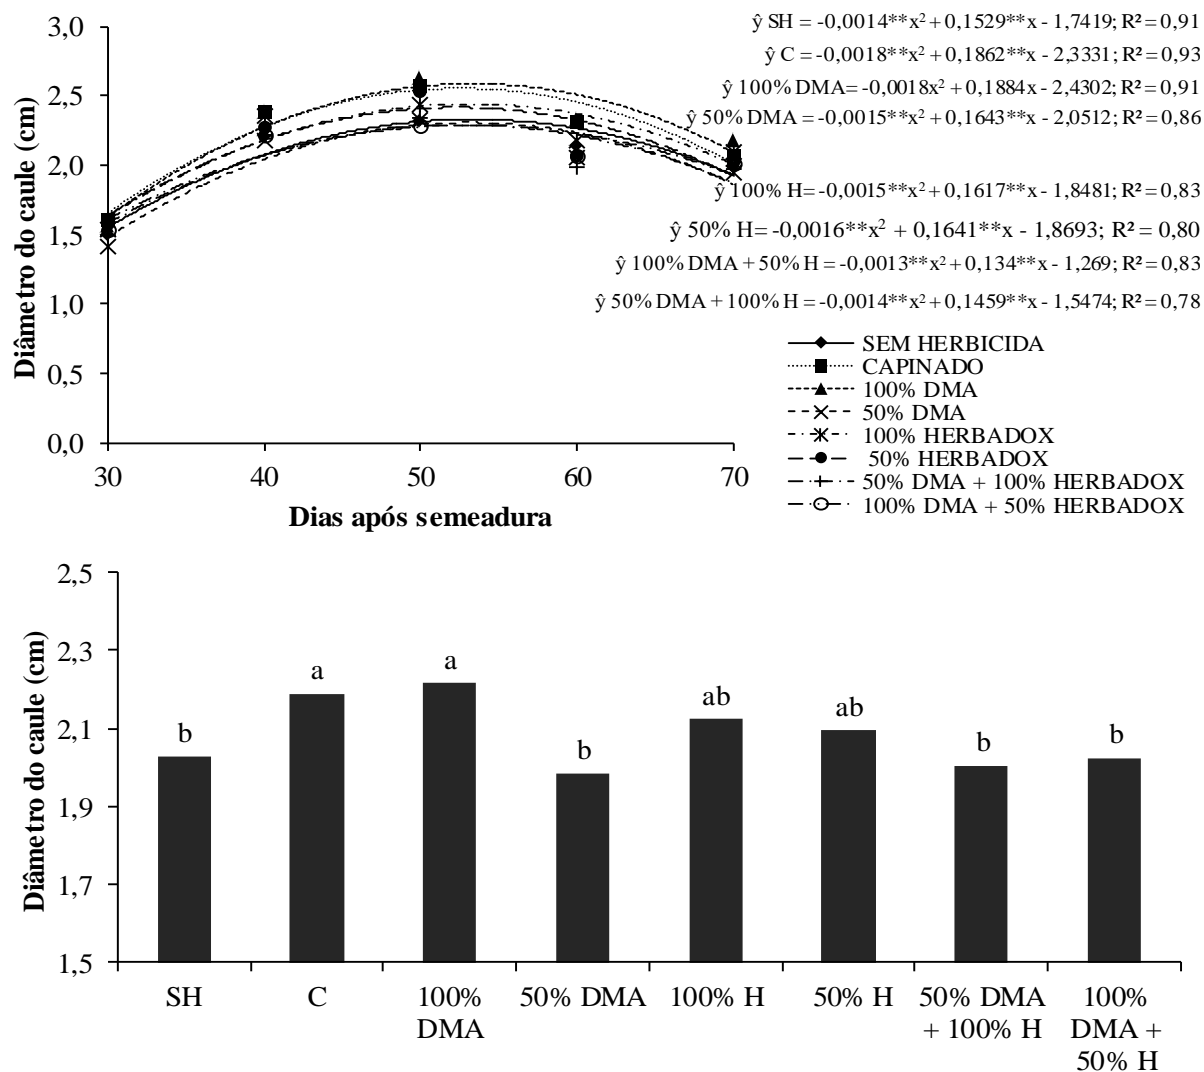 ŷ SH = -0,0014**x² + 0,1529**x - 1,7419; R² = 0,91
ŷ C = -0,0018**x² + 0,1862**x - 2,3331; R² = 0,93
ŷ 100% DMA= -0,0018x² + 0,1884**x - 2,4302; R² = 0,91
ŷ 50% DMA = -0,0015**x² + 0,1643**x - 2,0512; R² = 0,86
ŷ 100% H = -0,0015**x² + 0,1617**x - 1,8481; R² = 0,83
ŷ 50% H= -0,0016**x² + 0,1641**x - 1,8693; R² = 0,80
ŷ 100% DMA + 50% H = -0,0013**x² + 0,134**x - 1,269; R² = 0,83
ŷ 50% DMA + 100% H = -0,0014**x² + 0,1459**x - 1,5474; R² = 0,78
Diâmetro do caule (cm)
3,0
2,5
2,0
1,5
1,0
0,5
0,0
30 40 50 60 70
Dias após semeadura
SEM HERBICIDA
CAPINADO
100% DMA
50% DMA
100% HERBADOX
50% HERBADOX
50% DMA + 100% HERBADOX
100% DMA + 50% HERBADOX
Diâmetro do caule (cm)
2,5
2,3
2,1
1,9
1,7
1,5
b a a b ab ab b b
SH C 100% 50% DMA 100% H 50% H 50% DMA 100%
DMA + 100% H DMA +
50% H